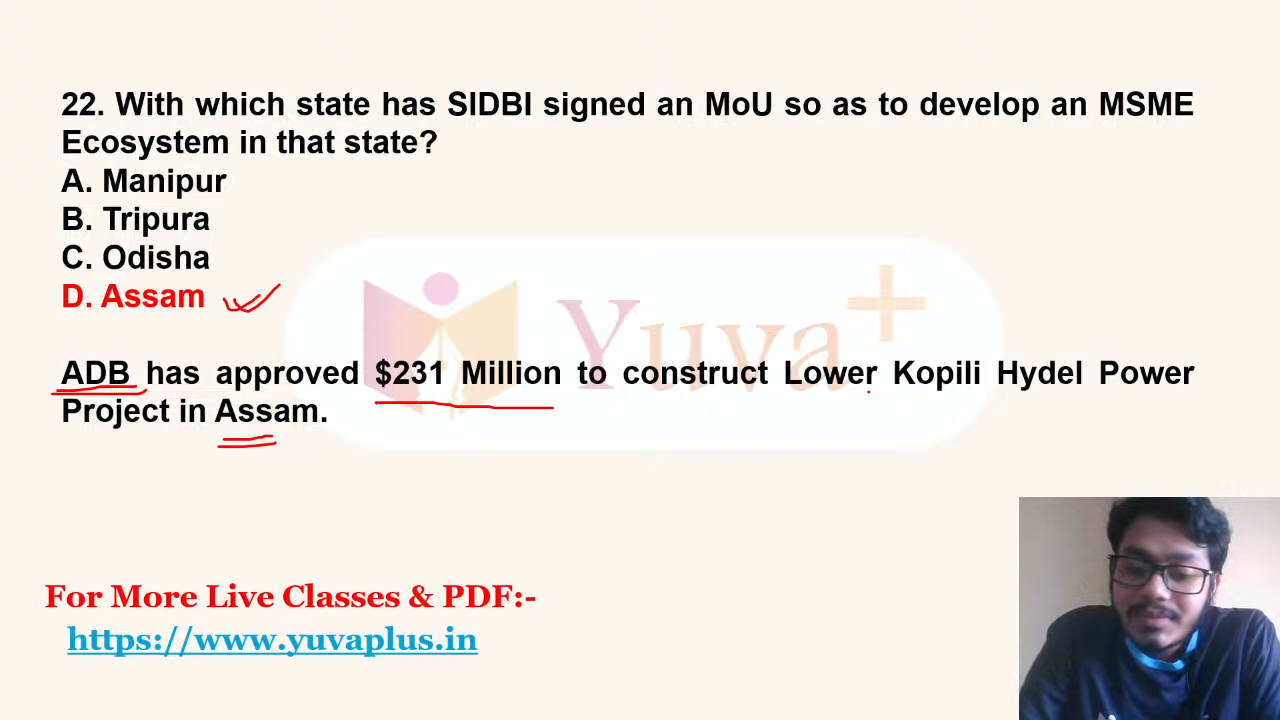 22. With which state has SIDBI signed an MoU so as to develop an MSME
Ecosystem in that state?
A. Manipur
B. Tripura
C. Odisha
D. Assam
Yuva+
ADB has approved $231 Million to construct Lower Kopili Hydel Power
Project in Assam.
For More Live Classes & PDF:-
https://www.yuvaplus.in